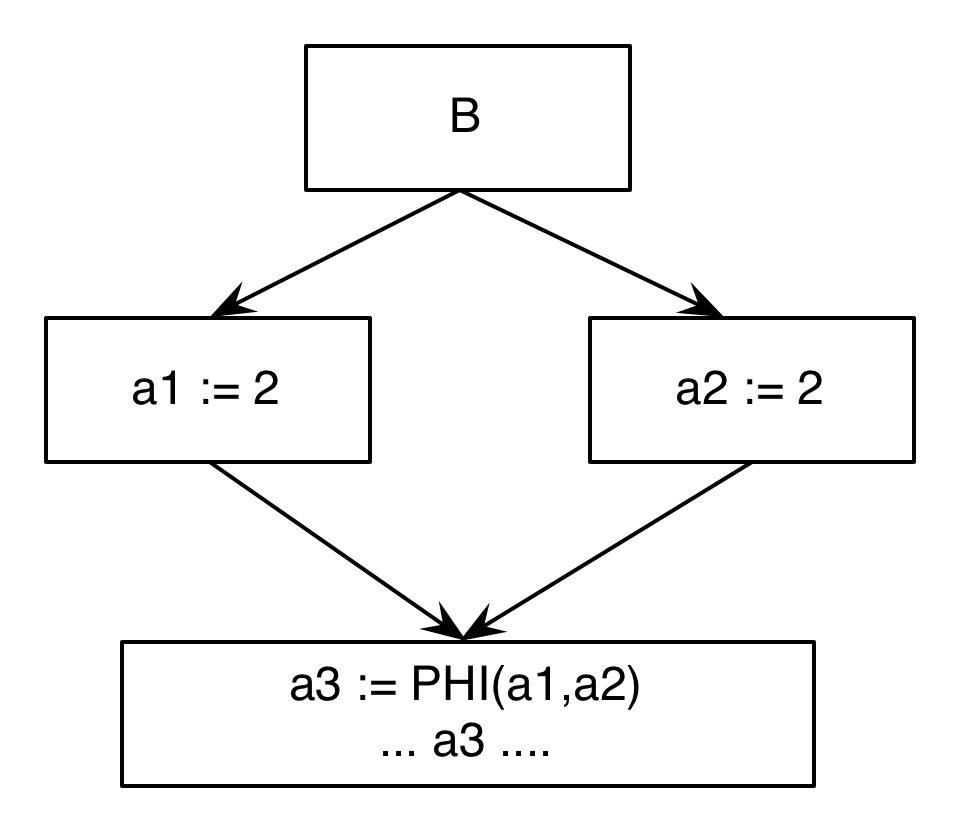 B
a1 := 2
a2 := 2
a3 := PHI(a1,a2)
... a3 ....